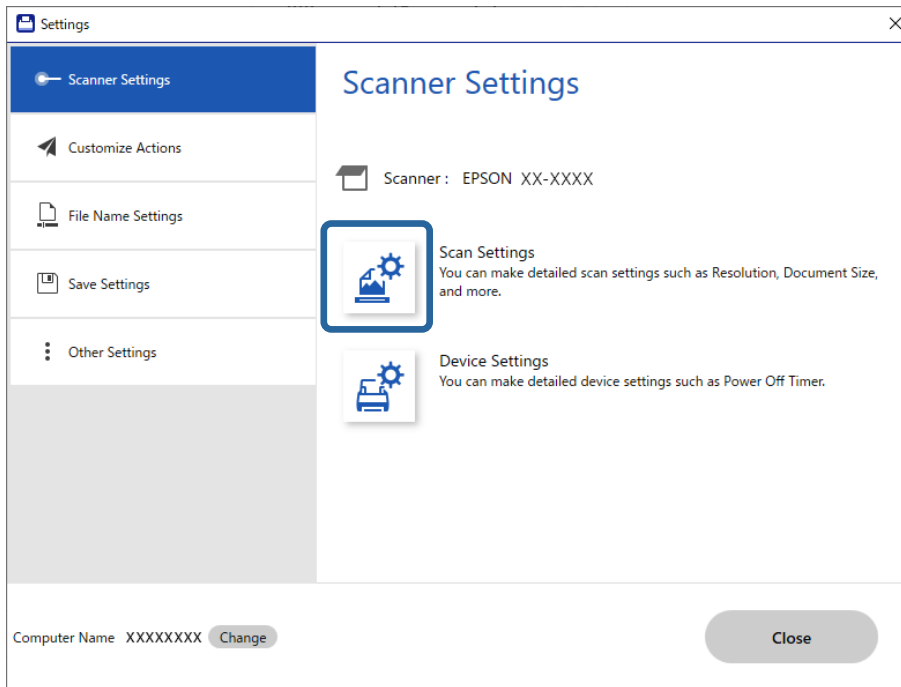 Settings
Scanner Settings
Customize Actions
File Name Settings
Save Settings
Other Settings
Scanner Settings
Scanner : EPSON XX-XXXX
Scan Settings
You can make detailed scan settings such as Resolution, Document Size,
and more.
Device Settings
You can make detailed device settings such as Power Off Timer.
Computer Name XXXXXXXX Change
Close